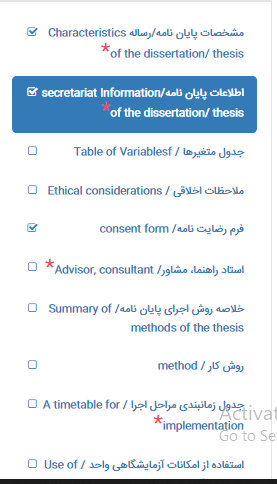 مشخصات پایان نامه/رساله Characteristics
of the dissertation/ thesis*
اطلاعات پایان نامه/secretariat Information
of the dissertation/ thesis*
جدول متغیرها / Table of Variablesf
ملاحظات اخلاقی / Ethical considerations
فرم رضایت نامه/ consent form
استاد راهنما، مشاور/ Advisor, consultant*
خلاصه روش اجرای پایان نامه/ Summary of
methods of the thesis
روش کار / method
جدول زمانبندی مراحل اجرا / A timetable for
implementation*
Activat
Go to Se
استفاده از امکانات آزمایشگاهی واحد / Use of